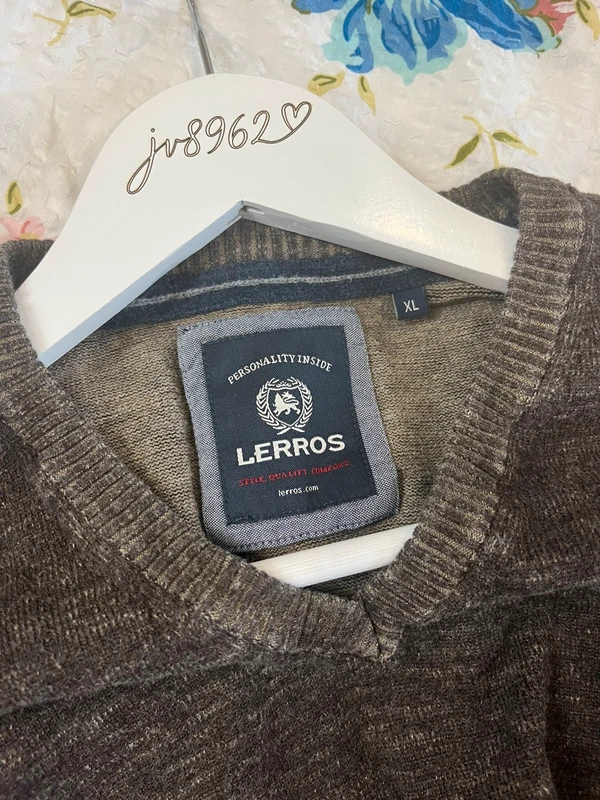 jv8962♡
XL
PERSONALITY INSIDE
LERROS
STYLE QUALITY COMFORT
lerros.com